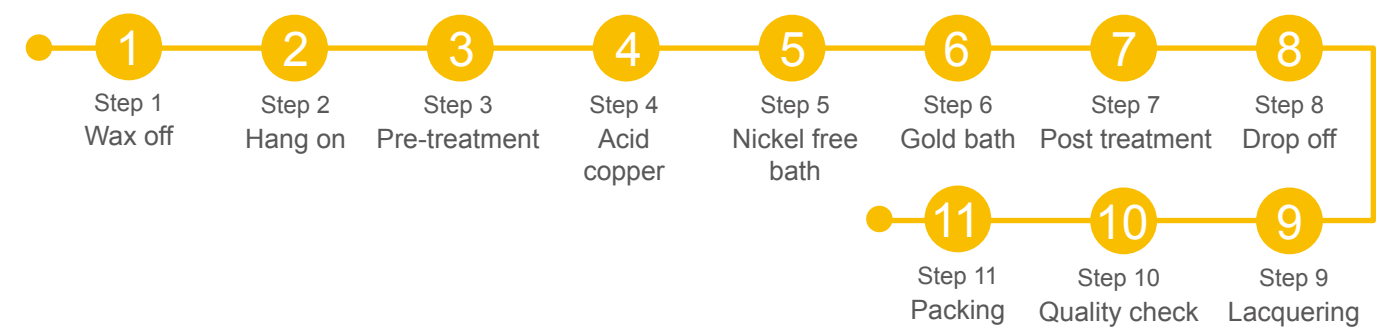 1
Step 1
Wax off
2
Step 2
Hang on
3
Step 3
Pre-treatment
4
Step 4
Acid
copper
5
Step 5
Nickel free
bath
6
Step 6
Gold bath
7
Step 7
Post treatment
8
Step 8
Drop off
9
Step 9
Lacquering
10
Step 10
Quality check
11
Step 11
Packing